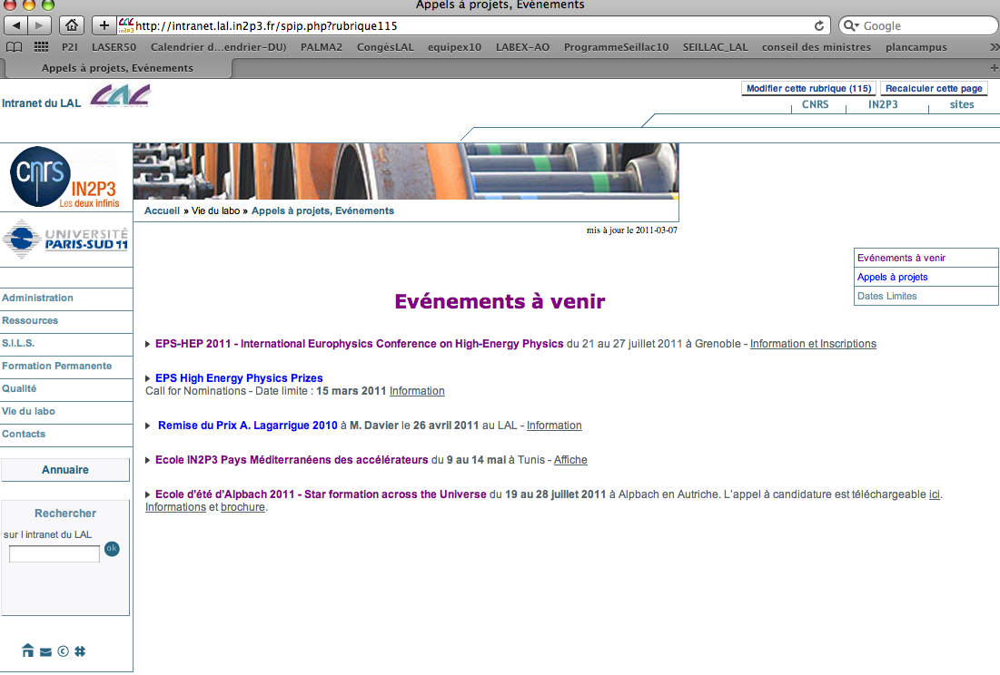 Appels à projets, Evénements
http://intranet.lal.in2p3.fr/spip.php?rubrique115
Google
P2I LASER50 Calendrier d...endrier-DU) PALMA2 CongésLAL equipex10 LABEX-AO ProgrammeSeillac10 SEILLAC_LAL conseil des ministres plancampus
Appels à projets, Evénements
Intranet du LAL
LAL
Modifier cette rubrique (115) Recalculer cette page
CNRS IN2P3 sites
cnrs
IN2P3
Les deux infinis
UNIVERSITÉ
PARIS-SUD 11
Accueil » Vie du labo » Appels à projets, Evénements
mis à jour le 2011-03-07
Evénements à venir
Appels à projets
Dates Limites
Administration
Ressources
S.I.L.S.
Formation Permanente
Qualité
Vie du labo
Contacts
Annuaire
Rechercher
sur l intranet du LAL
ok
Evénements à venir
EPS-HEP 2011 - International Europhysics Conference on High-Energy Physics du 21 au 27 juillet 2011 à Grenoble - Information et Inscriptions
EPS High Energy Physics Prizes
Call for Nominations - Date limite : 15 mars 2011 Information
Remise du Prix A. Lagarrigue 2010 à M. Davier le 26 avril 2011 au LAL - Information
Ecole IN2P3 Pays Méditerranéens des accélérateurs du 9 au 14 mai à Tunis - Affiche
Ecole d'été d'Alpbach 2011 - Star formation across the Universe du 19 au 28 juillet 2011 à Alpbach en Autriche. L'appel à candidature est téléchargeable ici.
Informations et brochure.